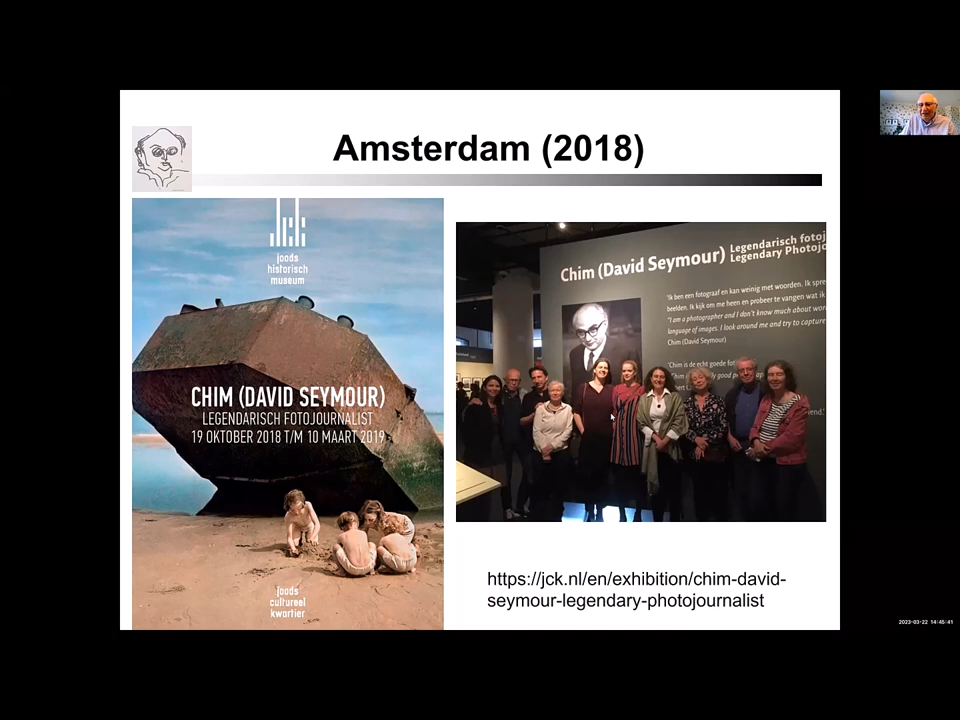 Amsterdam (2018)
joods
historisch
museum
CHIM (DAVID SEYMOUR)
LEGENDARISCH FOTOJOURNALIST
19 OKTOBER 2018 T/M 10 MAART 2019
joods
cultureel
kwartier
Chim (David Seymour)
Legendarisch fotoj
Legendary Photojo
'Ik ben een fotograaf en kan weinig met woorden. Ik spre
beelden. Ik kijk om me heen en probeer te vangen wat ik
"I am a photographer and I don't know much about wor
language of images. I look around me and try to capture
Chim (David Seymour)
'Chim is de echt goede fot
https://jck.nl/en/exhibition/chim-david-
seymour-legendary-photojournalist
2023-03-22 14:45:41